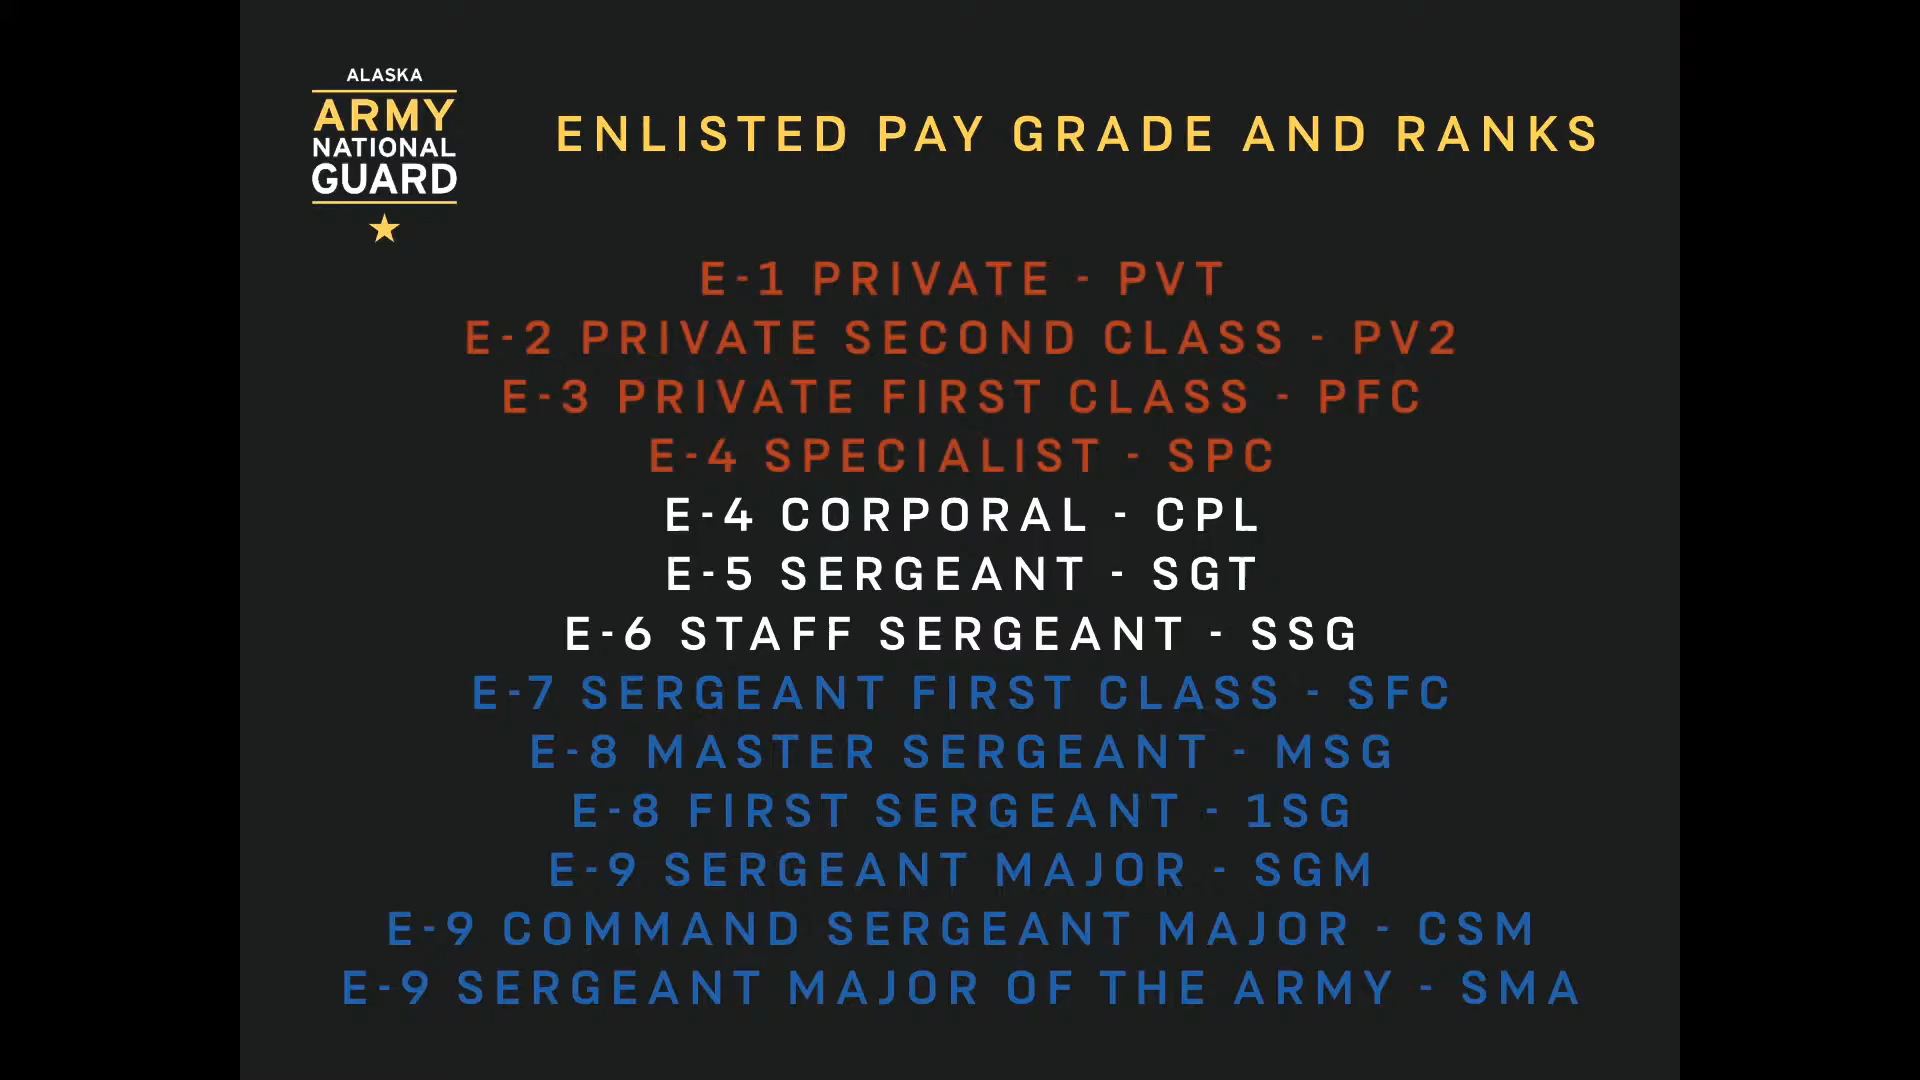 ALASKA
ARMY
NATIONAL
GUARD
ENLISTED PAY GRADE AND RANKS
E-1 PRIVATE - PVT
E-2 PRIVATE SECOND CLASS - PV2
E-3 PRIVATE FIRST CLASS - PFC
E-4 SPECIALIST - SPC
E-4 CORPORAL - CPL
E-5 SERGEANT - SGT
E-6 STAFF SERGEANT - SSG
E-7 SERGEANT FIRST CLASS - SFC
E-8 MASTER SERGEANT - MSG
E-8 FIRST SERGEANT - 1SG
E-9 SERGEANT MAJOR - SGM
E-9 COMMAND SERGEANT MAJOR - CSM
E-9 SERGEANT MAJOR OF THE ARMY - SMA